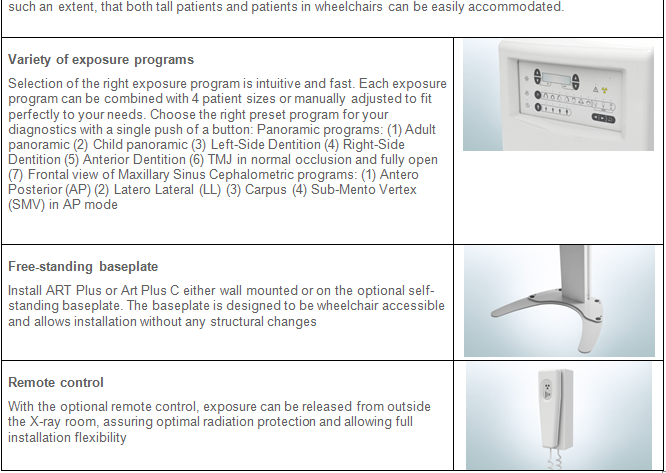 such an extent, that both tall patients and patients in wheelchairs can be easily accommodated.
Variety of exposure programs
Selection of the right exposure program is intuitive and fast. Each exposure
program can be combined with 4 patient sizes or manually adjusted to fit
perfectly to your needs. Choose the right preset program for your
diagnostics with a single push of a button: Panoramic programs: (1) Adult
panoramic (2) Child panoramic (3) Left-Side Dentition (4) Right-Side
Dentition (5) Anterior Dentition (6) TMJ in normal occlusion and fully open
(7) Frontal view of Maxillary Sinus Cephalometric programs: (1) Antero
Posterior (AP) (2) Latero Lateral (LL) (3) Carpus (4) Sub-Mento Vertex
(SMV) in AP mode
Free-standing baseplate
Install ART Plus or Art Plus C either wall mounted or on the optional self-
standing baseplate. The baseplate is designed to be wheelchair accessible
and allows installation without any structural changes
Remote control
With the optional remote control, exposure can be released from outside
the X-ray room, assuring optimal radiation protection and allowing full
installation flexibility